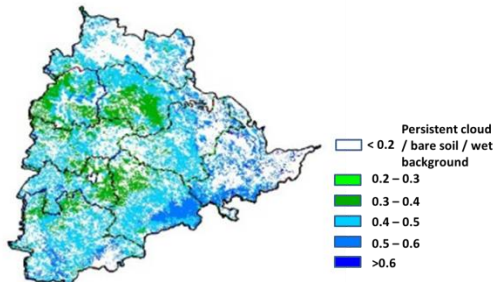 Persistent cloud
< 0.2 / bare soil / wet
background
0.2 – 0.3
0.3 – 0.4
0.4 – 0.5
0.5 – 0.6
>0.6